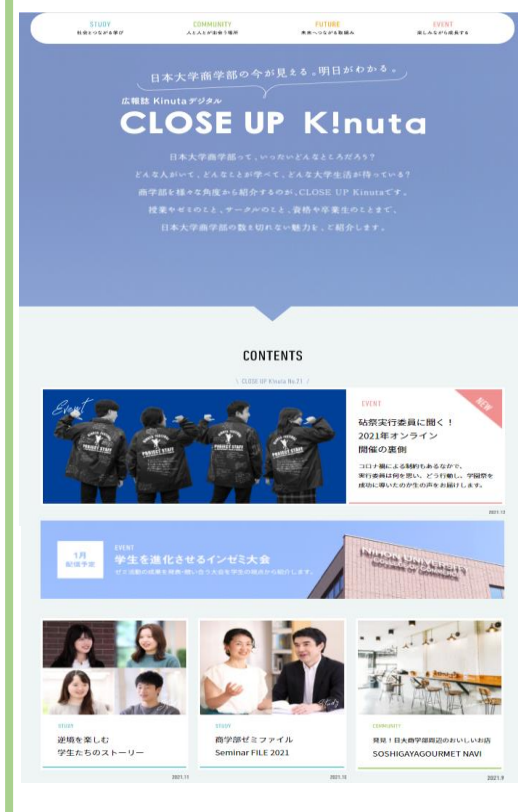 STUDY
社会とつながる学び
COMMUNITY
人と人とが出会う場所
FUTURE
未来へつながる取組み
EVENT
楽しみながら成長する
日本大学商学部の今が見える。明日がわかる。
広報誌 Kinutaデジタル
CLOSE UP K!nuta
日本大学商学部って、いったいどんなところだろう？
どんな人がいて、どんなことが学べて、どんな大学生活が待っている？
商学部を様々な角度から紹介するのが、CLOSE UP Kinutaです。
授業やゼミのこと、サークルのこと、資格や卒業生のことまで、
日本大学商学部の数え切れない魅力を、ご紹介します。
CONTENTS
\ CLOSE UP K!nuta No.21 /
Event
PROJECT STAFF
PROJECT STAFF
PROJECT STAFF
PROJECT STAFF
EVENT
NEW
砧祭実行委員に聞く！
2021年オンライン
開催の裏側
コロナ禍による制約もあるなかで、
実行委員は何を思い、どう行動し、学園祭を
成功に導いたのか生の声をお届けします。
2021.12
1月
配信予定
EVENT
学生を進化させるインゼミ大会
ゼミ活動の成果を発表・競い合う大会を学生の視点から紹介します。
NIHON UNIVERSITY
College of Commerce
STUDY
逆境を楽しむ
学生たちのストーリー
2021.11
Study
STUDY
商学部ゼミファイル
Seminar FILE 2021
2021.10
COMMUNITY
発見！日大商学部周辺のおいしいお店
SOSHIGAYAGOURMET NAVI
2021.9